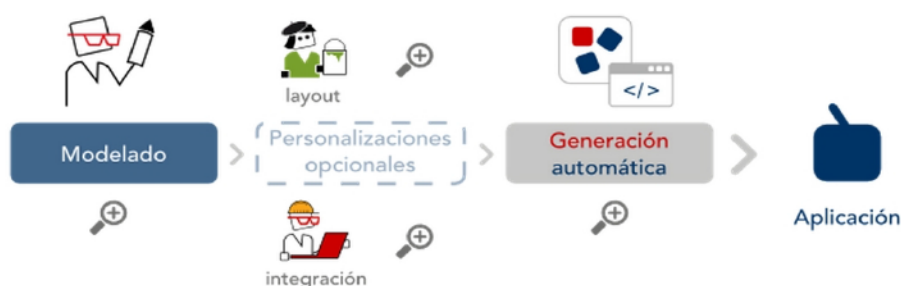 layout
Modelado
Personalizaciones
opcionales
Generación
automática
</>
Aplicación
integración